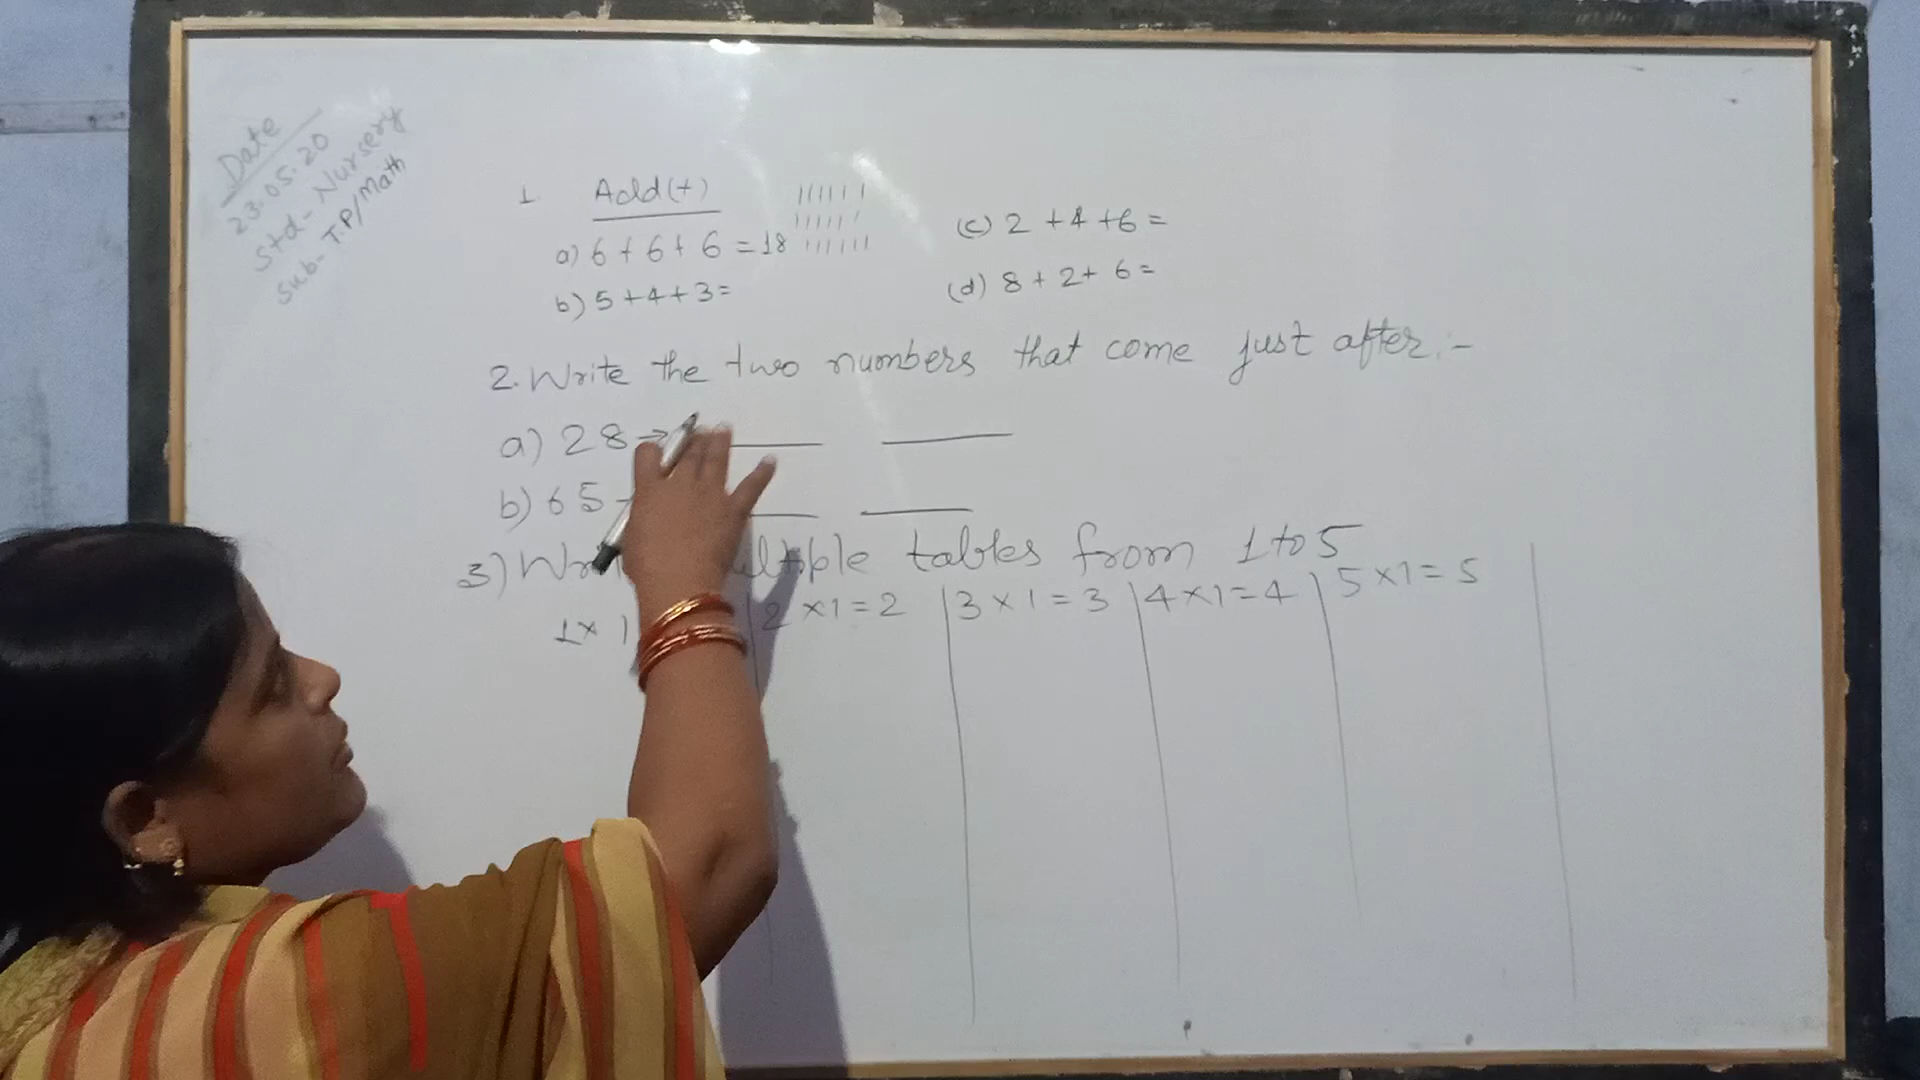 Date
23.05.20
Std- Nursery
Sub- T.P/Math
1. Add(+)
a) 6 + 6 + 6 = 18
b) 5+4+3=
(c) 2 +4 +6 =
(d) 8 + 2+ 6 =
2. Write the two numbers that come just after :-
a) 28→
b) 65
3) tables from 1 to 5
1× 1
2 ×1 = 2
3 × 1 = 3
4 ×1 = 4
5 ×1 = 5